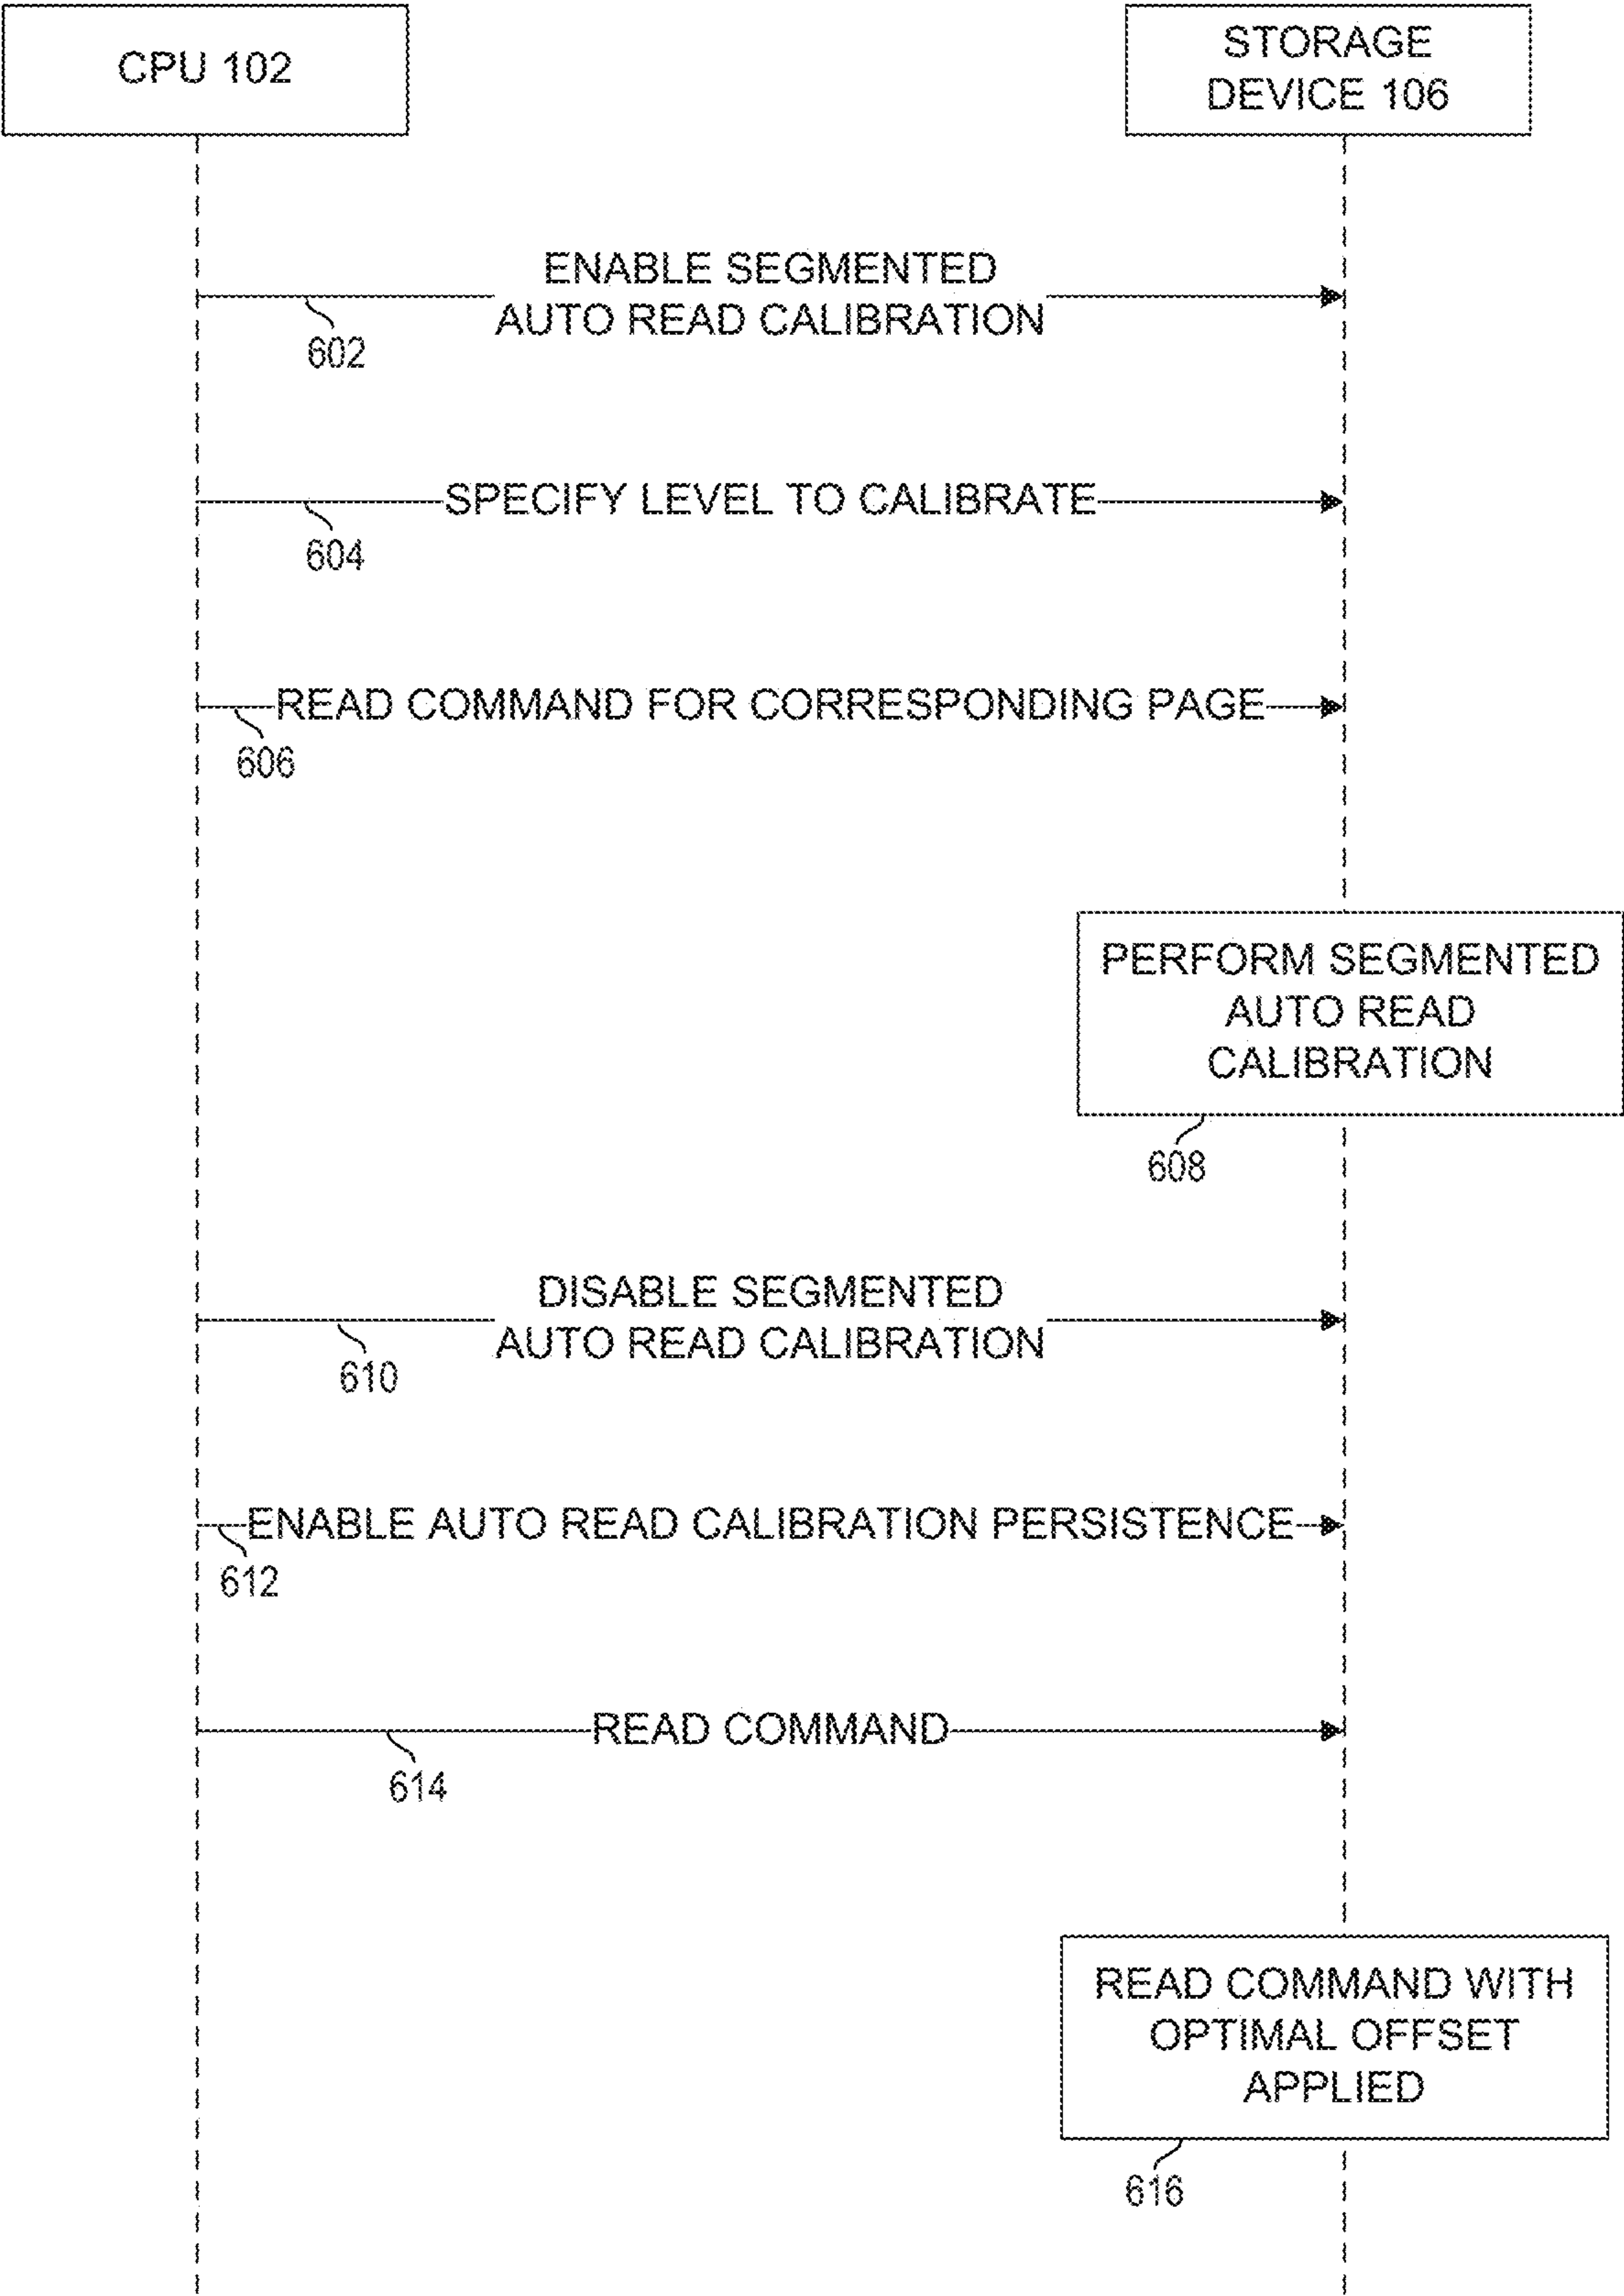 CPU 102
STORAGE
DEVICE 106
ENABLE SEGMENTED
AUTO READ CALIBRATION
602
SPECIFY LEVEL TO CALIBRATE
604
READ COMMAND FOR CORRESPONDING PAGE
606
PERFORM SEGMENTED
AUTO READ
CALIBRATION
608
DISABLE SEGMENTED
AUTO READ CALIBRATION
610
ENABLE AUTO READ CALIBRATION PERSISTENCE
612
READ COMMAND
614
READ COMMAND WITH
OPTIMAL OFFSET
APPLIED
616